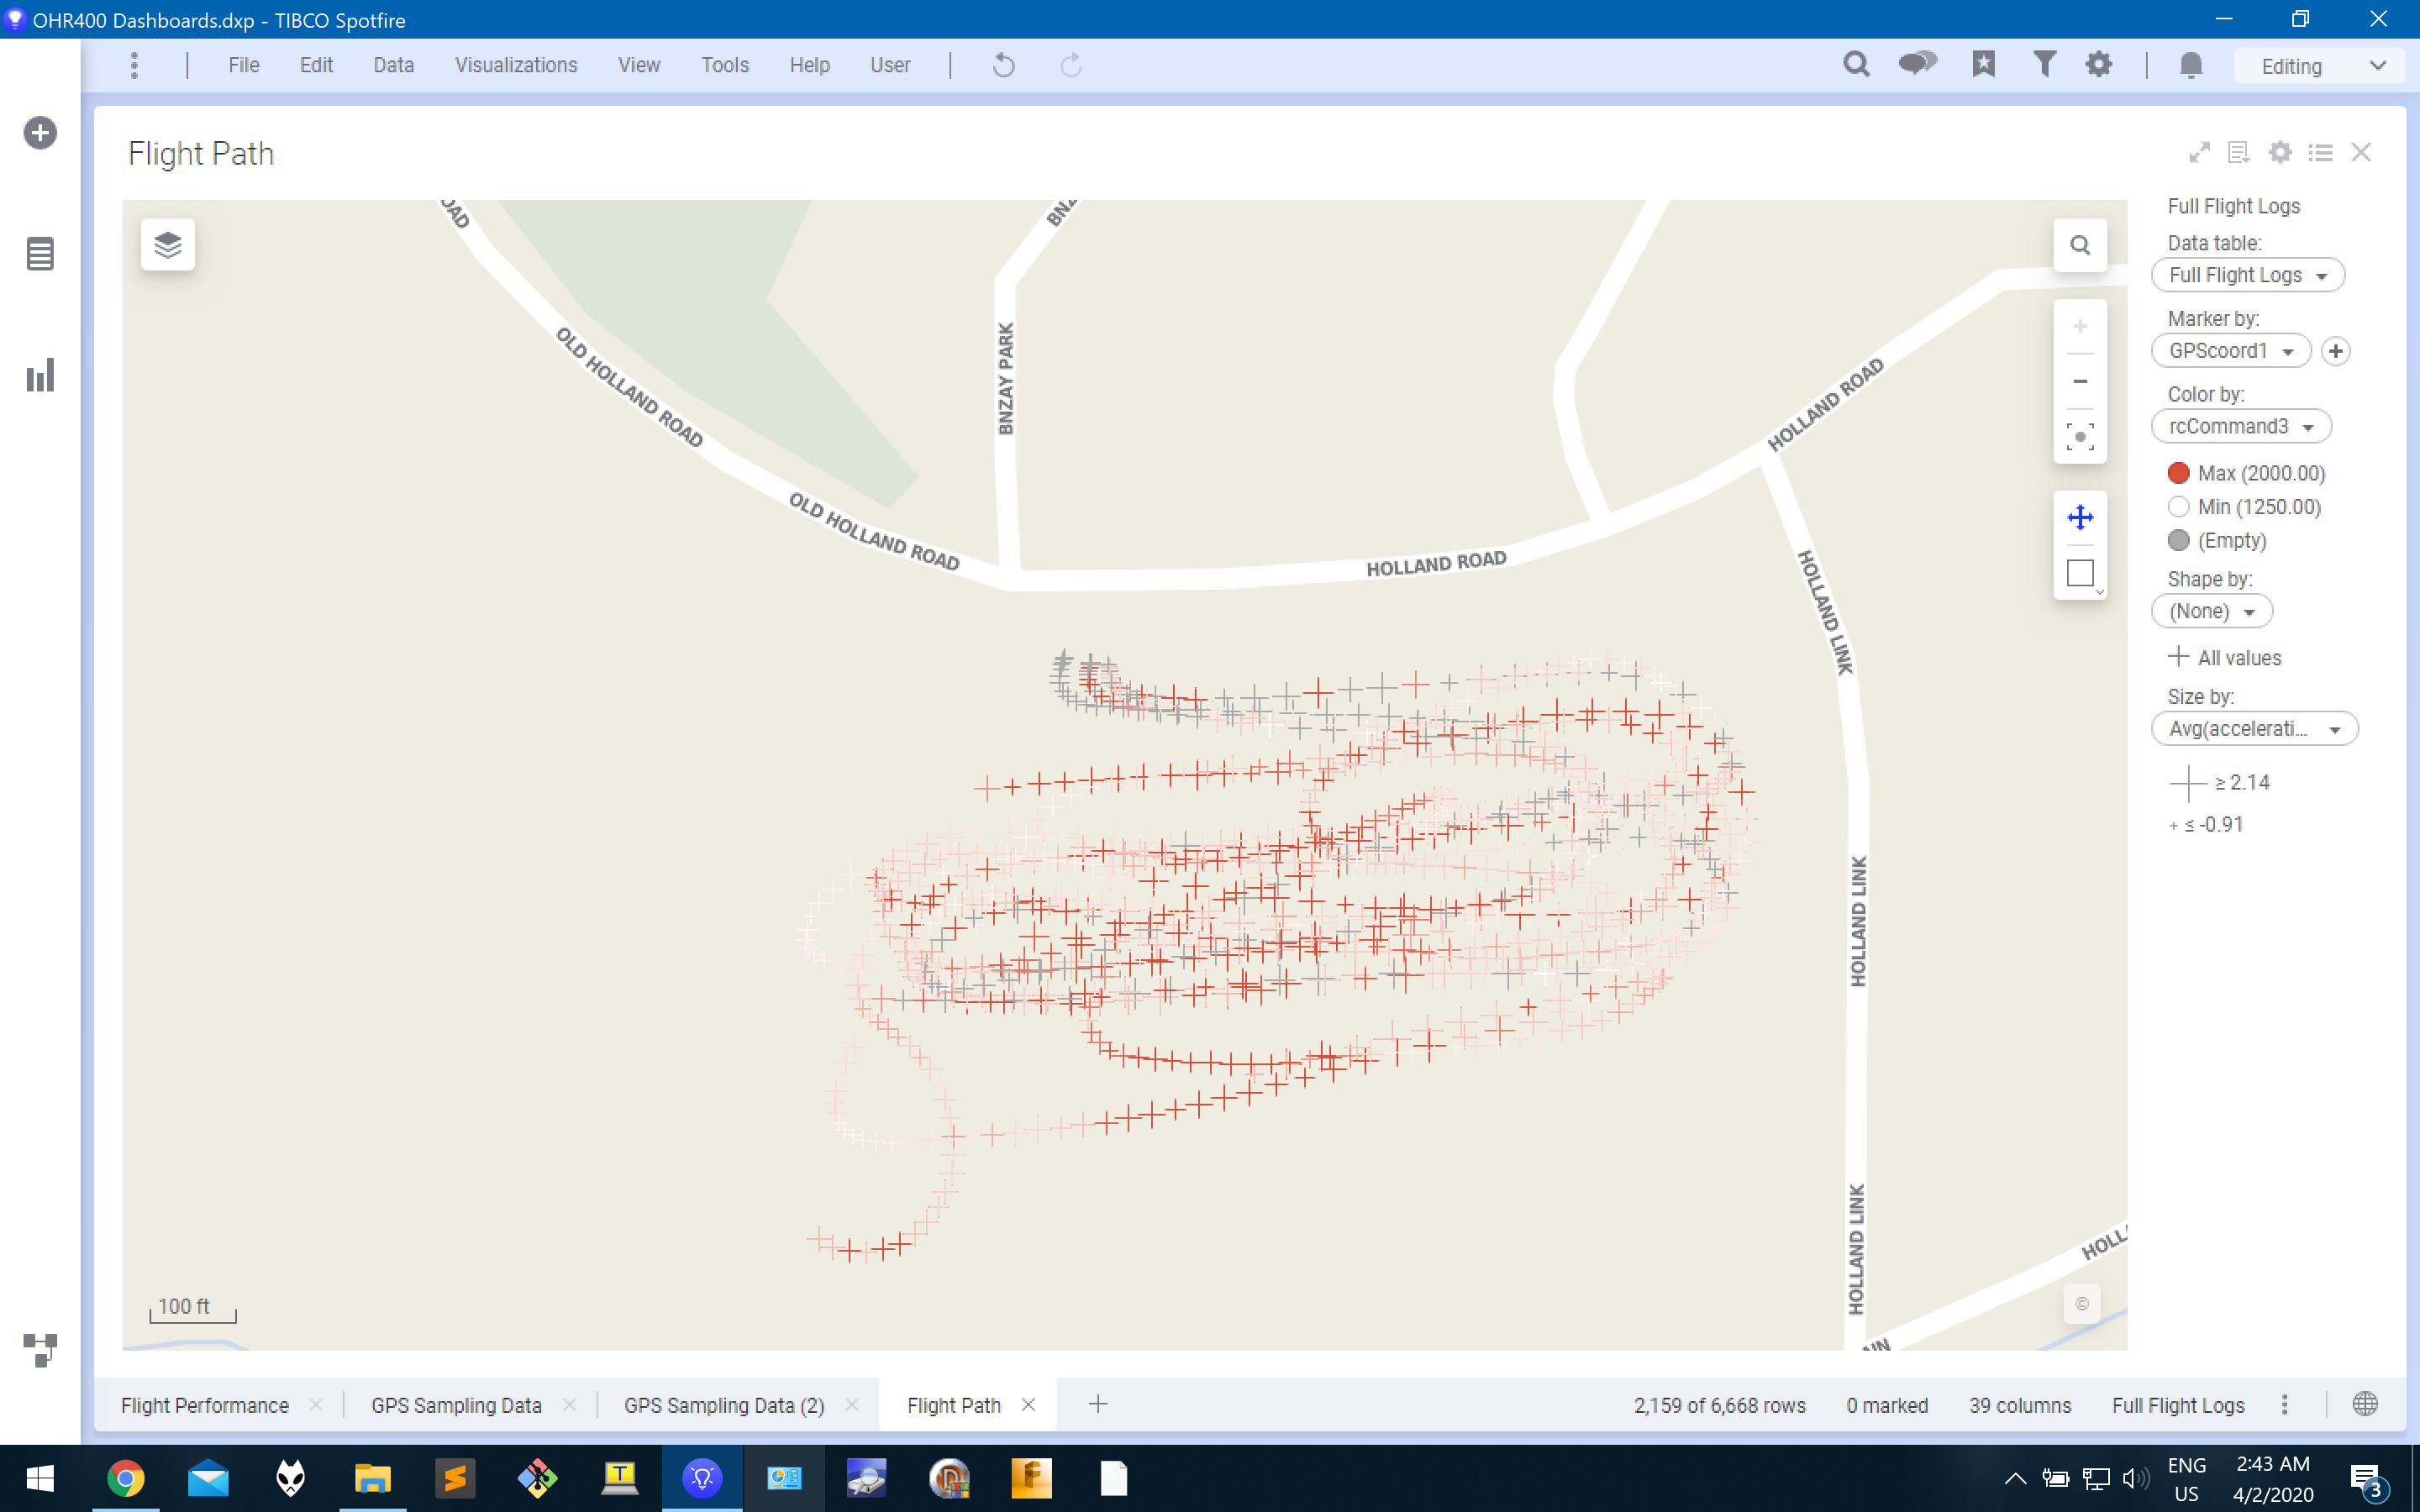 OHR400 Dashboards.dxp - TIBCO Spotfire
File Edit Data Visualizations View Tools Help User
Editing
Flight Path
OLD HOLLAND ROAD
OLD HOLLAND ROAD
BNZAY PARK
HOLLAND ROAD
HOLLAND ROAD
HOLLAND LINK
HOLLAND LINK
HOLLAND LINK
100 ft
©
Full Flight Logs
Data table:
Full Flight Logs
Marker by:
GPScoord1
Color by:
rcCommand3
Max (2000.00)
Min (1250.00)
(Empty)
Shape by:
(None)
All values
Size by:
Avg(accelerati...
≥ 2.14
≤ -0.91
Flight Performance GPS Sampling Data GPS Sampling Data (2) Flight Path
2,159 of 6,668 rows 0 marked 39 columns Full Flight Logs
ENG
US
2:43 AM
4/2/2020
3